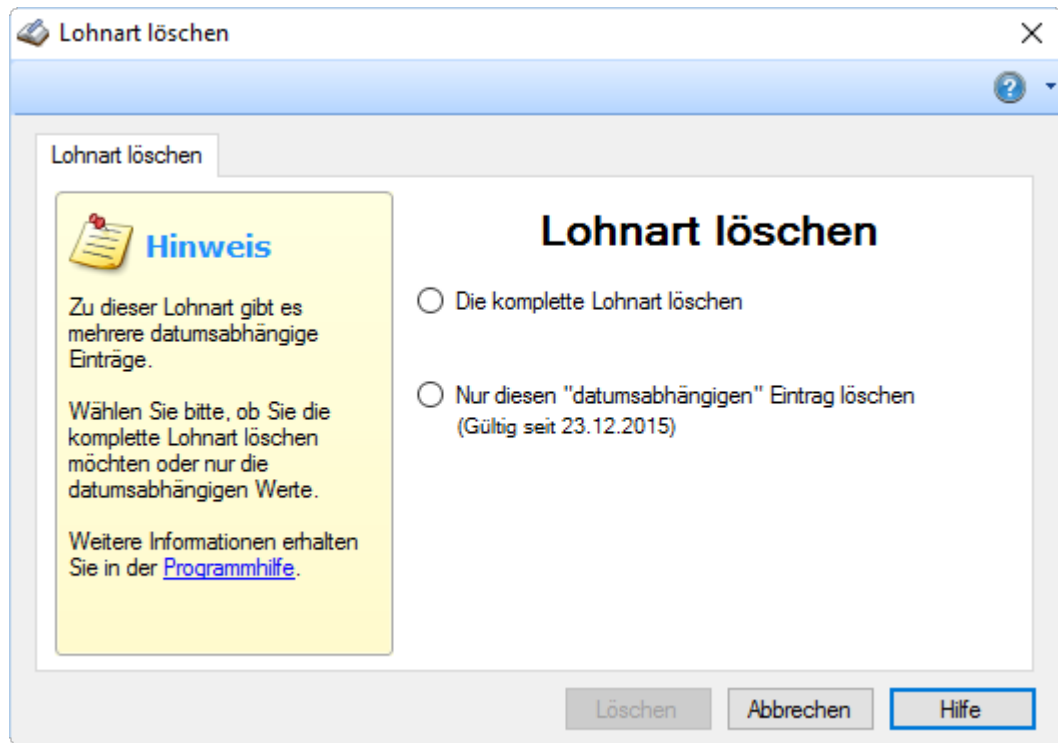 Lohnart löschen
Lohnart löschen
Hinweis
Zu dieser Lohnart gibt es
mehrere datumsabhängige
Einträge.
Wählen Sie bitte, ob Sie die
komplette Lohnart löschen
möchten oder nur die
datumsabhängigen Werte.
Weitere Informationen erhalten
Sie in der Programmhilfe.
Lohnart löschen
Die komplette Lohnart löschen
Nur diesen "datumsabhängigen" Eintrag löschen
(Gültig seit 23.12.2015)
Löschen
Abbrechen
Hilfe